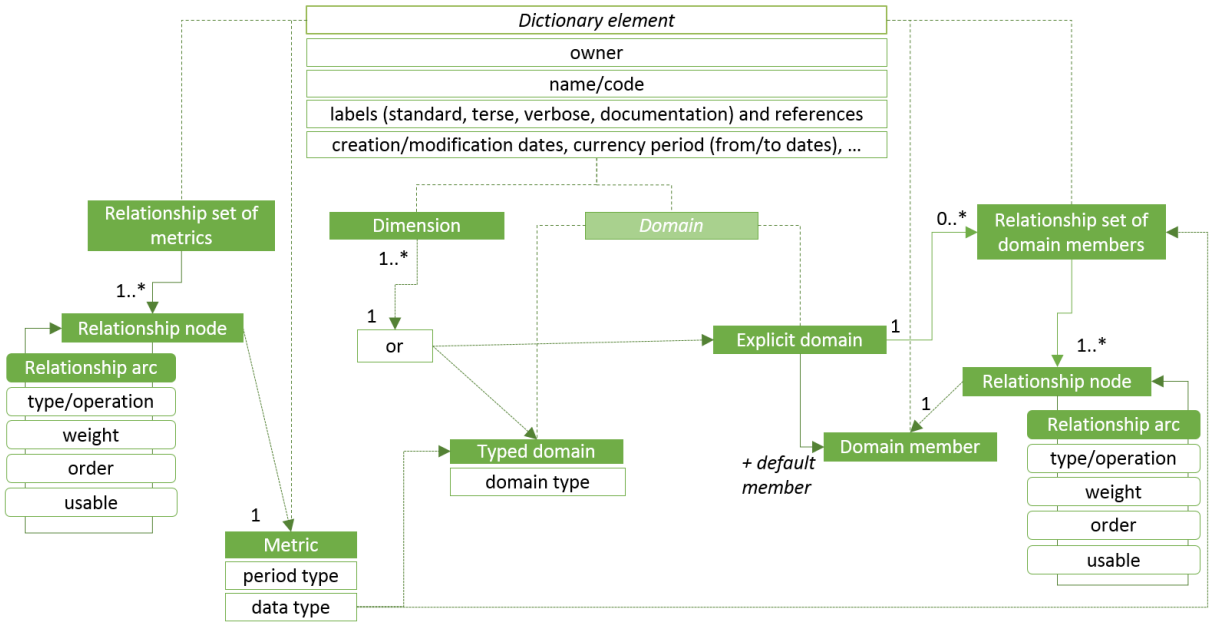 Dictionary element
owner
name/code
labels (standard, terse, verbose, documentation) and references
creation/modification dates, currency period (from/to dates), ...
Relationship set of
metrics
1..*
Relationship node
Relationship arc
type/operation
weight
order
usable
1
Metric
period type
data type
Dimension
1..*
1
or
Domain
Typed domain
domain type
Explicit domain
1
0..*
+ default
member
Domain member
1
Relationship set of
domain members
1..*
Relationship node
Relationship arc
type/operation
weight
order
usable